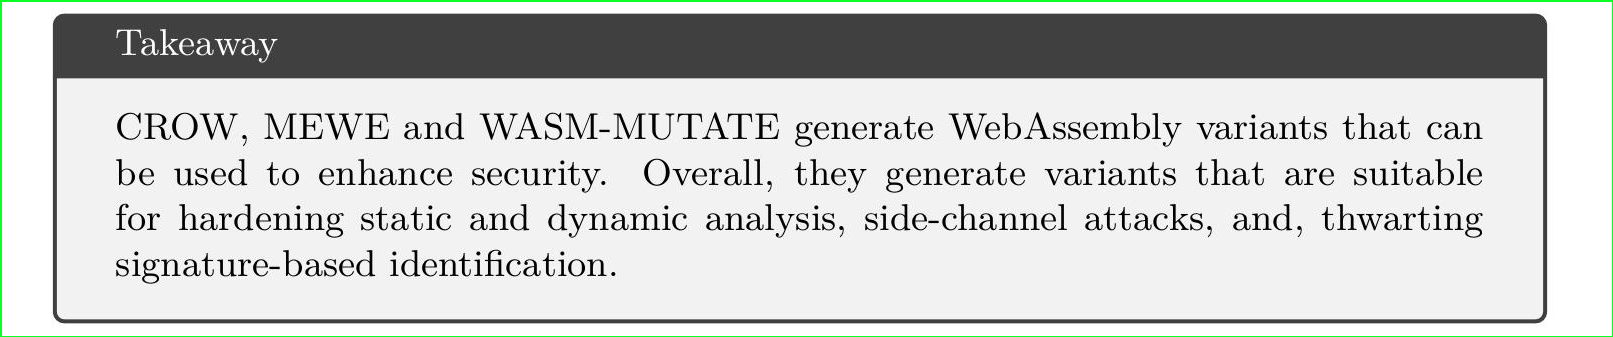 Takeaway
CROW, MEWE and WASM-MUTATE generate WebAssembly variants that can
be used to enhance security. Overall, they generate variants that are suitable
for hardening static and dynamic analysis, side-channel attacks, and, thwarting
signature-based identification.